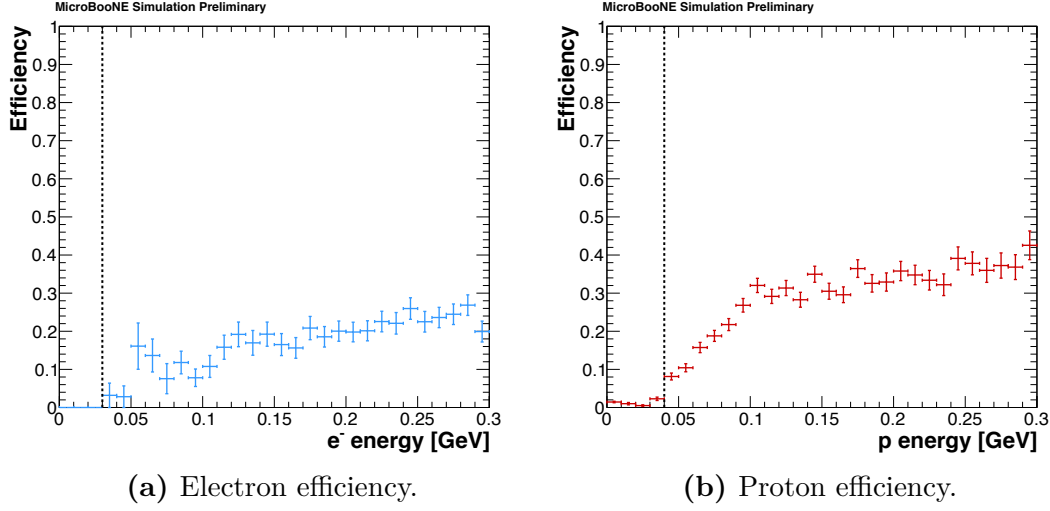 MicroBooNE Simulation Preliminary
Efficiency
1
0.9
0.8
0.7
0.6
0.5
0.4
0.3
0.2
0.1
0
0 0.05 0.1 0.15 0.2 0.25 0.3
e⁻ energy [GeV]
(a) Electron efficiency.
MicroBooNE Simulation Preliminary
Efficiency
1
0.9
0.8
0.7
0.6
0.5
0.4
0.3
0.2
0.1
0
0 0.05 0.1 0.15 0.2 0.25 0.3
p energy [GeV]
(b) Proton efficiency.